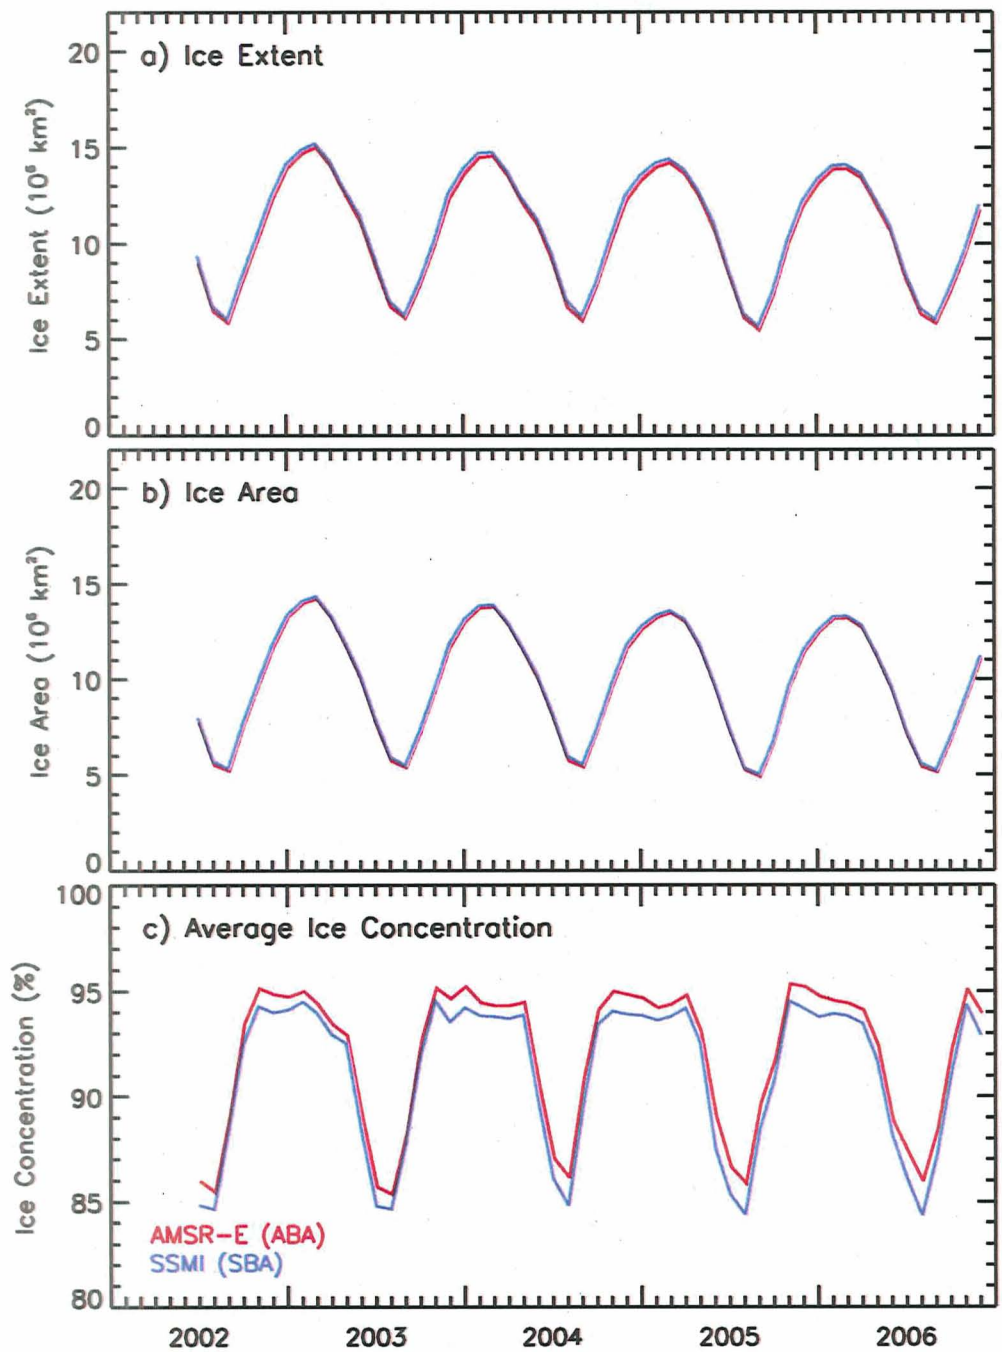 a) Ice Extent
20
15
10
5
0
Ice Extent (10⁶ km²)
b) Ice Area
20
15
10
5
0
Ice Area (10⁶ km²)
c) Average Ice Concentration
100
95
90
85
80
Ice Concentration (%)
AMSR-E (ABA)
SSMI (SBA)
2002 2003 2004 2005 2006